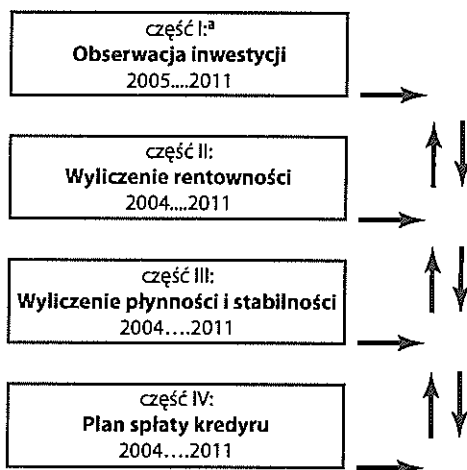 część I:ª
Obserwacja inwestycji
2005....2011
część II:
Wyliczenie rentowności
2004....2011
część III:
Wyliczenie płynności i stabilności
2004....2011
część IV:
Plan spłaty kredyru
2004....2011